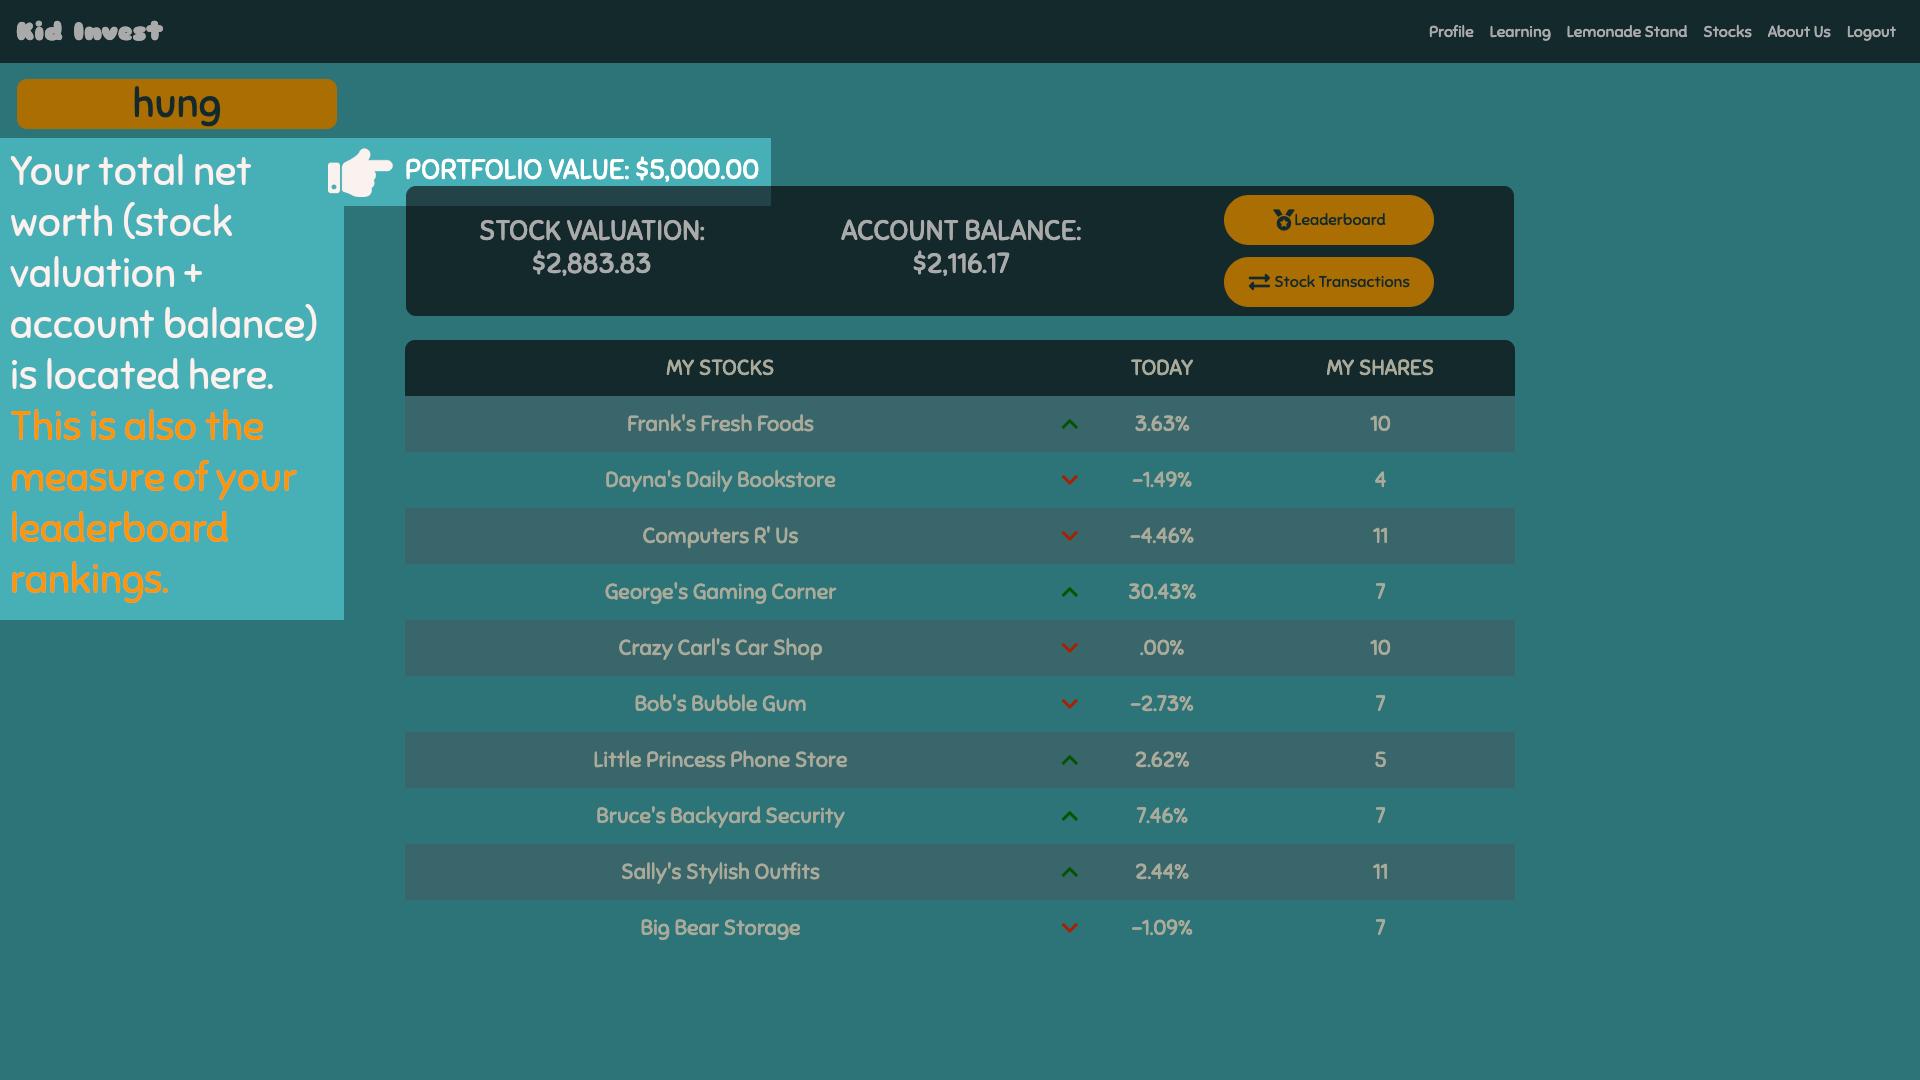 Kid Invest
Profile Learning Lemonade Stand Stocks About Us Logout
hung
Your total net
worth (stock
valuation +
account balance)
is located here.
This is also the
measure of your
leaderboard
rankings.
PORTFOLIO VALUE: $5,000.00
STOCK VALUATION:
$2,883.83
ACCOUNT BALANCE:
$2,116.17
Leaderboard
Stock Transactions
MY STOCKS TODAY MY SHARES
Frank's Fresh Foods 3.63% 10
Dayna's Daily Bookstore -1.49% 4
Computers R' Us -4.46% 11
George's Gaming Corner 30.43% 7
Crazy Carl's Car Shop .00% 10
Bob's Bubble Gum -2.73% 7
Little Princess Phone Store 2.62% 5
Bruce's Backyard Security 7.46% 7
Sally's Stylish Outfits 2.44% 11
Big Bear Storage -1.09% 7